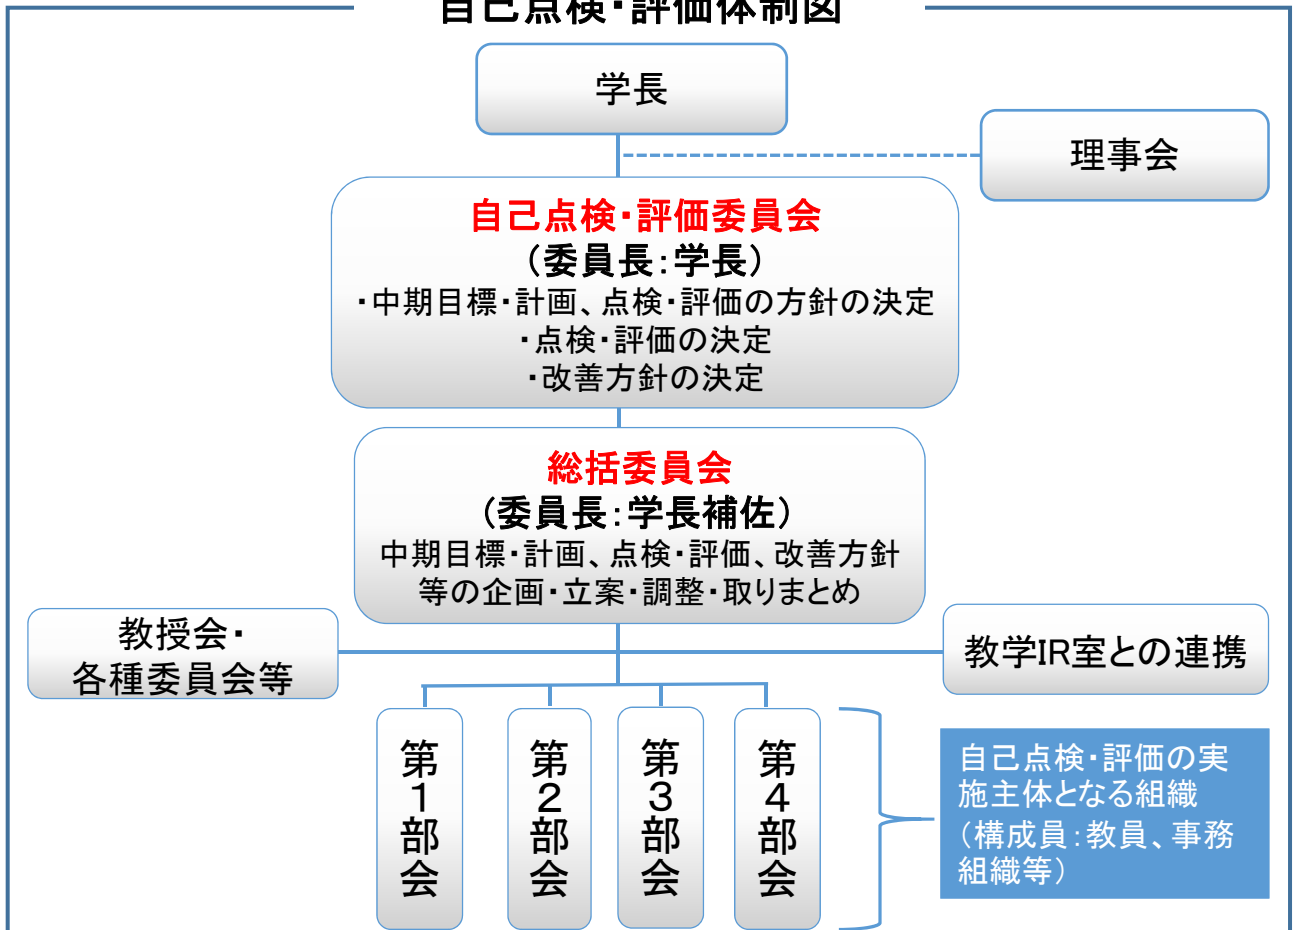 自己点検・評価体制図
学長
理事会
自己点検・評価委員会
（委員長：学長）
・中期目標・計画、点検・評価の方針の決定
・点検・評価の決定
・改善方針の決定
総括委員会
（委員長：学長補佐）
中期目標・計画、点検・評価、改善方針
等の企画・立案・調整・取りまとめ
教授会・
各種委員会等
教学IR室との連携
第１部会
第２部会
第３部会
第４部会
自己点検・評価の実
施主体となる組織
（構成員：教員、事務
組織等）